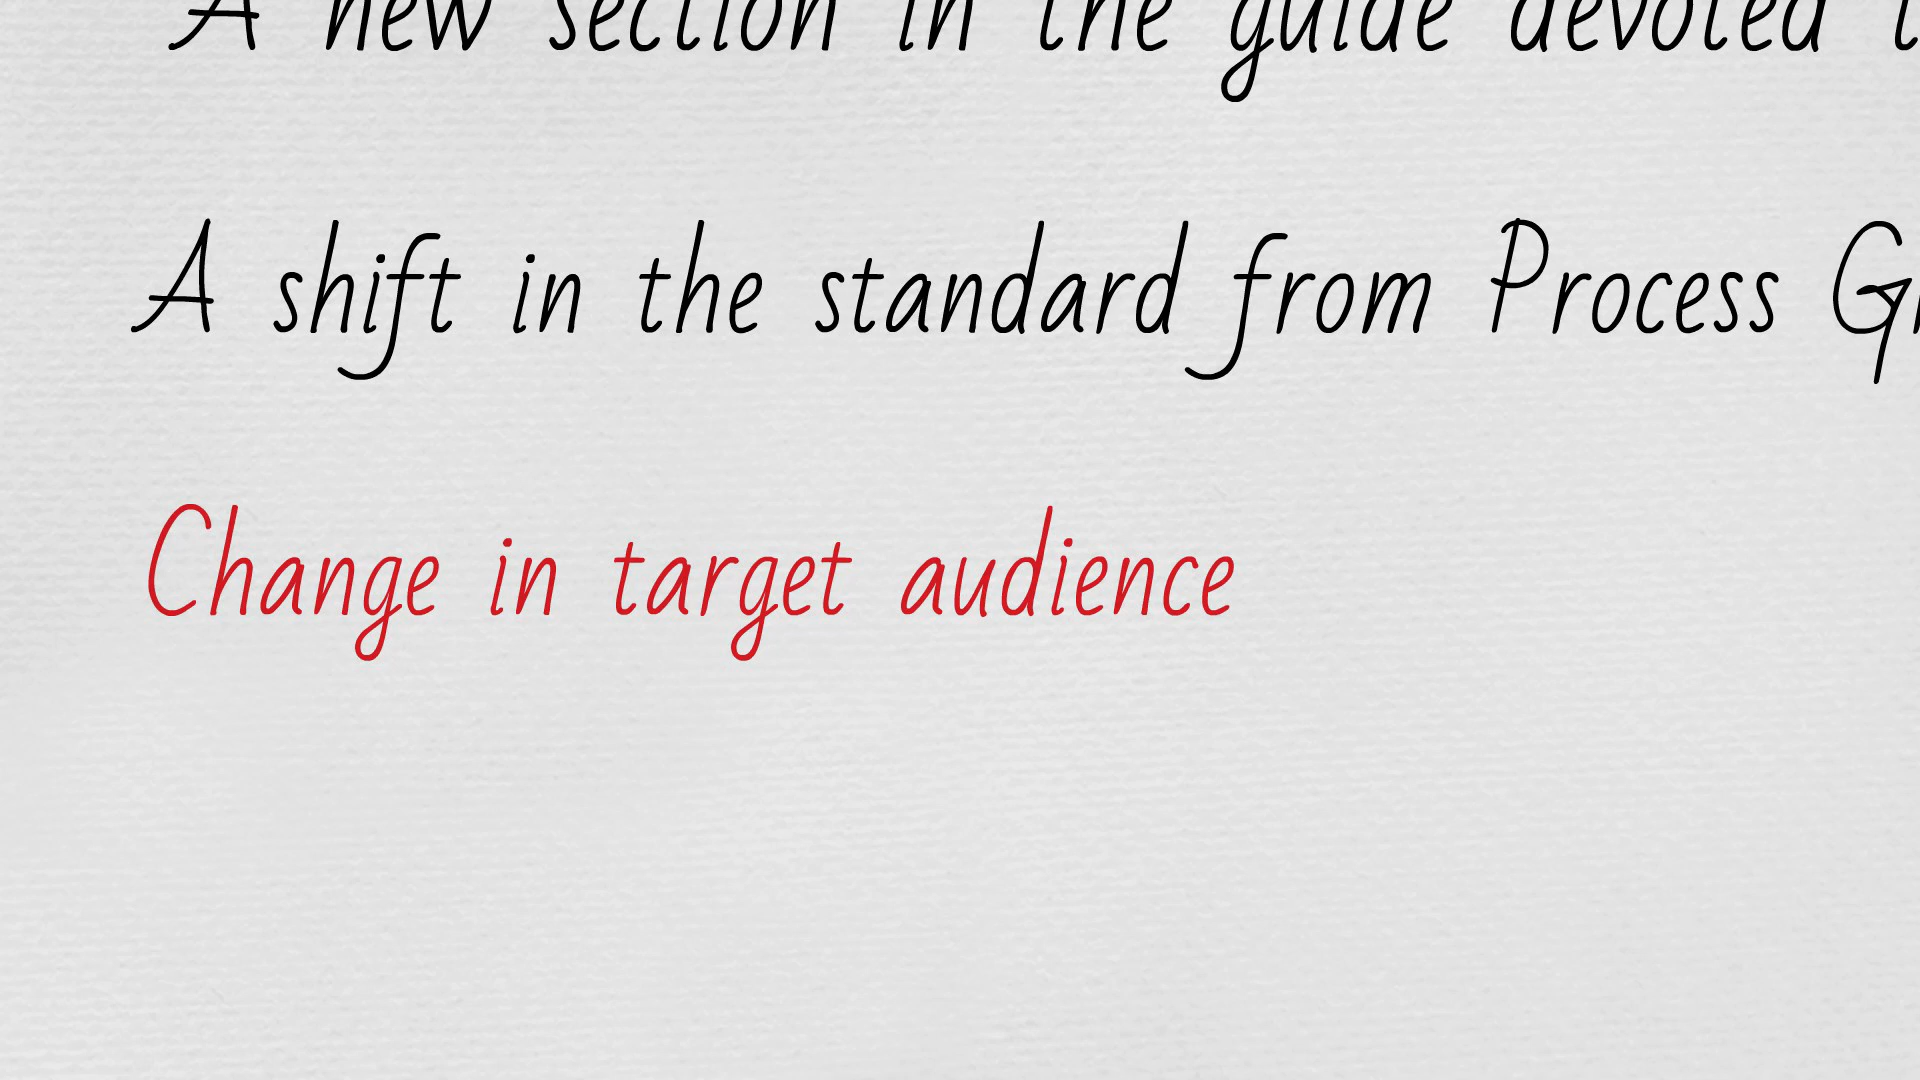 A new section in the guide devoted
A shift in the standard from Process
Change in target audience